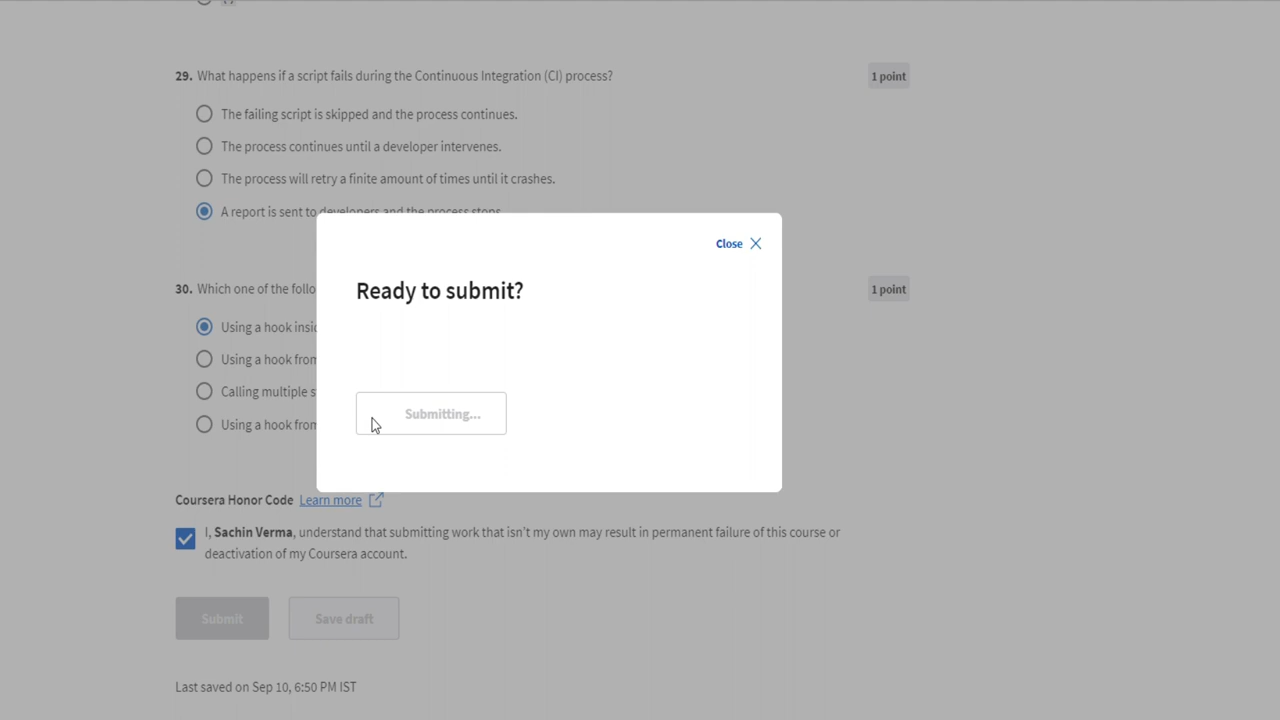 29. What happens if a script fails during the Continuous Integration (CI) process?
1 point
The failing script is skipped and the process continues.
The process continues until a developer intervenes.
The process will retry a finite amount of times until it crashes.
A report is sent to developers and the process stops.
Close
Ready to submit?
30. Which one of the follo
1 point
Using a hook insid
Using a hook from
Calling multiple s
Using a hook from
Submitting...
Coursera Honor Code Learn more
I, Sachin Verma, understand that submitting work that isn't my own may result in permanent failure of this course or
deactivation of my Coursera account.
Submit Save draft
Last saved on Sep 10, 6:50 PM IST